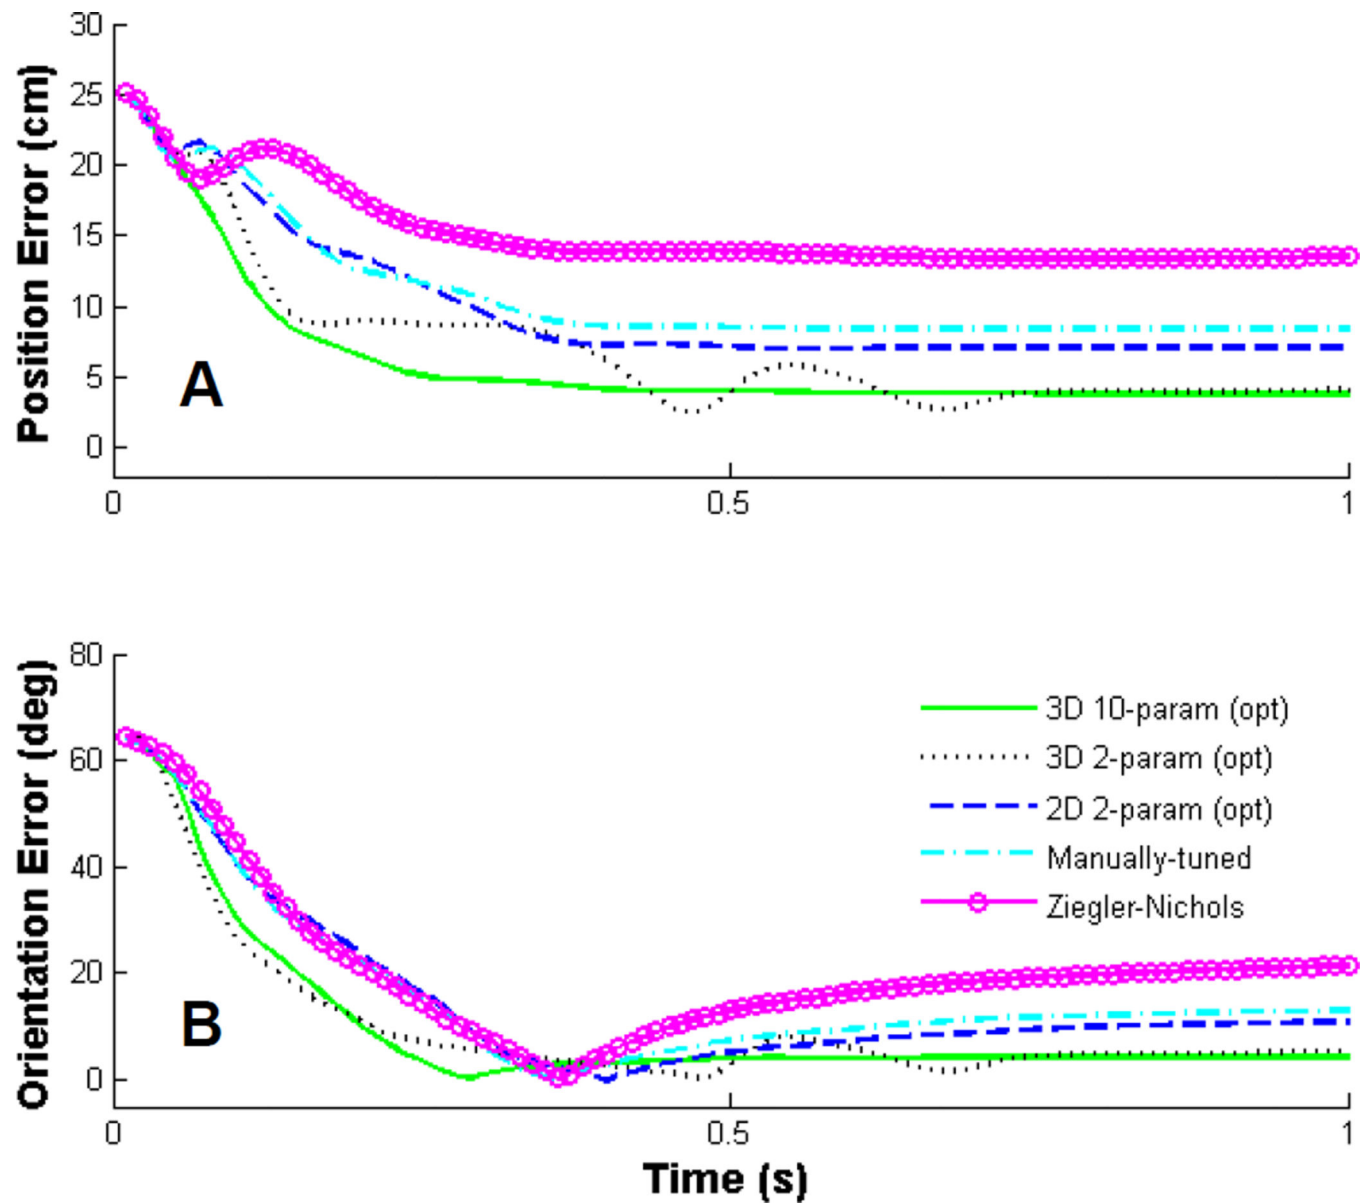 Position Error (cm)
30
25
20
15
10
5
0
A
0
0.5
1
Orientation Error (deg)
80
60
40
20
0
B
3D 10-param (opt)
3D 2-param (opt)
2D 2-param (opt)
Manually-tuned
Ziegler-Nichols
0
0.5
1
Time (s)